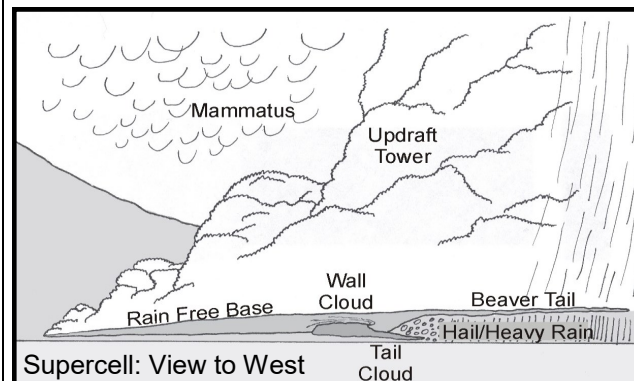 Mammatus
Updraft
Tower
Wall
Cloud
Rain Free Base
Beaver Tail
Hail/Heavy Rain
Tail
Cloud
Supercell: View to West